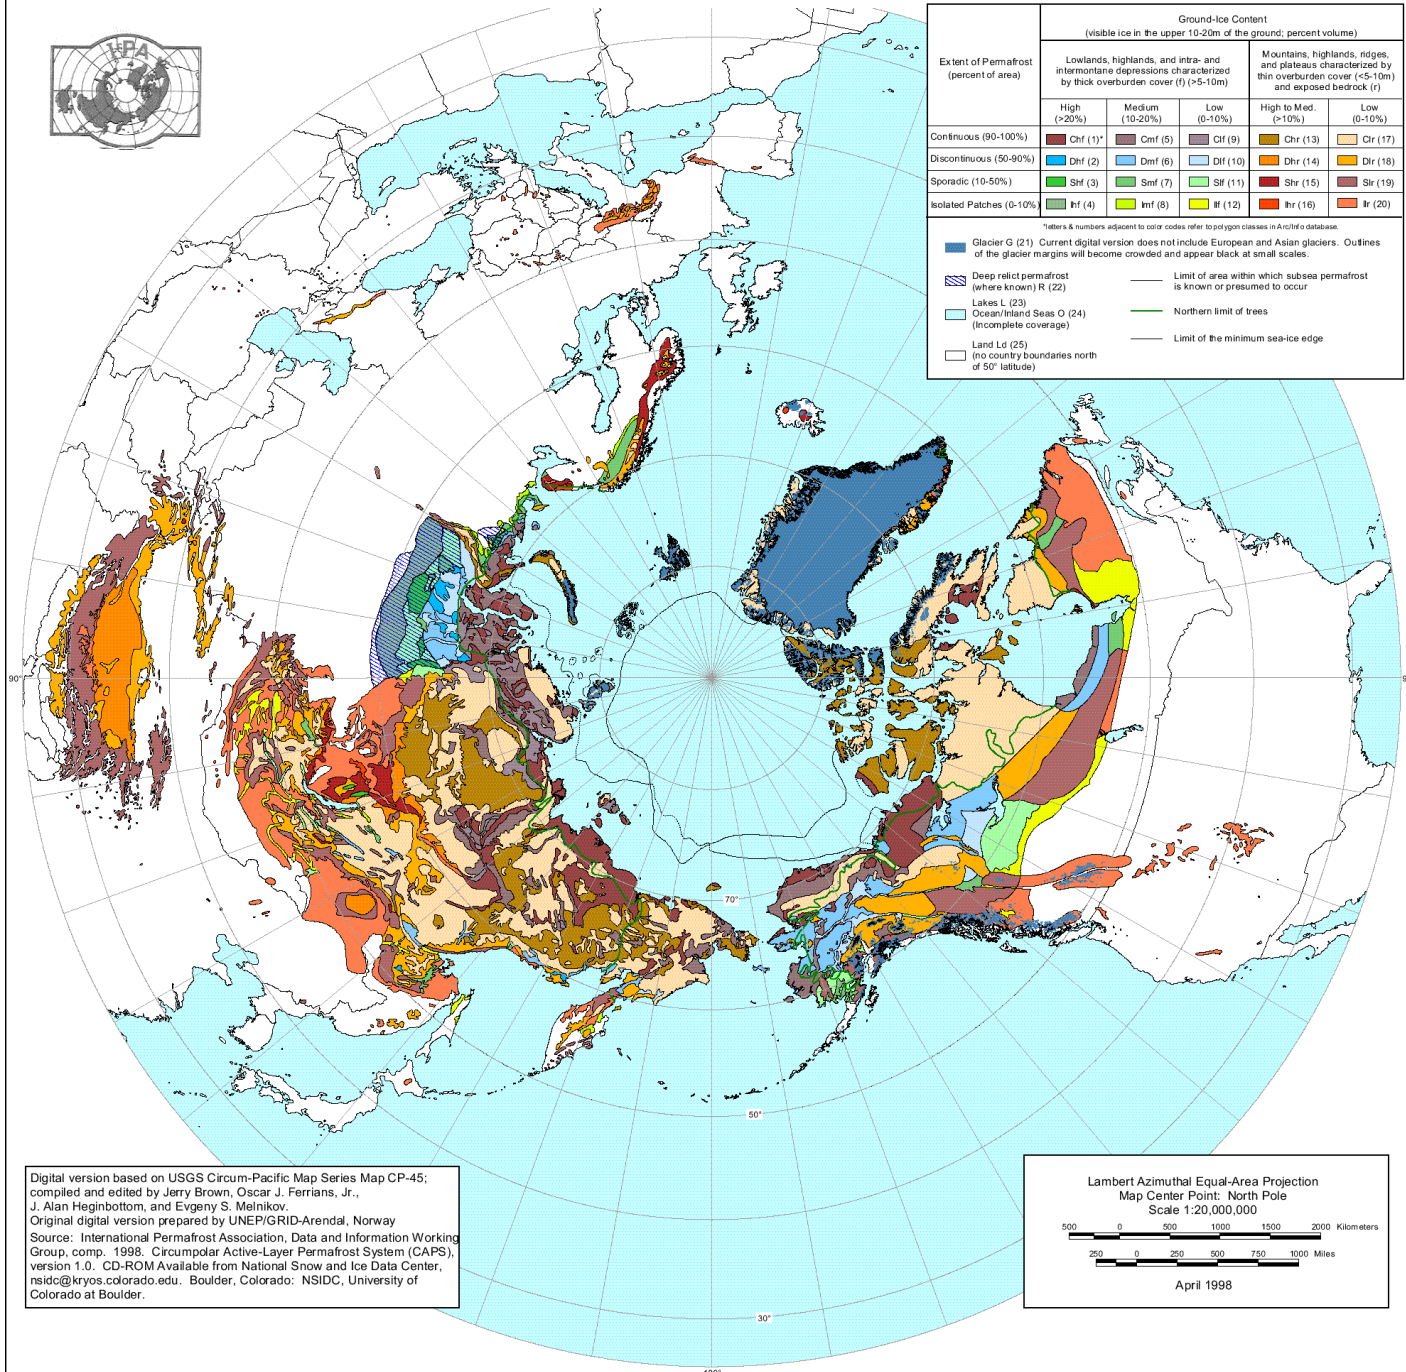 IPA
Extent of Permafrost
(percent of area)
Ground-Ice Content
(visible ice in the upper 10-20m of the ground; percent volume)
Lowlands, highlands, and intra- and
intermontane depressions characterized
by thick overburden cover (f) (>5-10m)
Mountains, highlands, ridges,
and plateaus characterized by
thin overburden cover (<5-10m)
and exposed bedrock (r)
High
(>20%)
Medium
(10-20%)
Low
(0-10%)
High to Med.
(>10%)
Low
(0-10%)
Continuous (90-100%) Chf (1)* Cmf (5) Clf (9) Chr (13) Clr (17)
Discontinuous (50-90%) Dhf (2) Dmf (6) Dlf (10) Dhr (14) Dlr (18)
Sporadic (10-50%) Shf (3) Smf (7) Slf (11) Shr (15) Slr (19)
Isolated Patches (0-10%) Ihf (4) Imf (8) Ilf (12) Ihr (16) Ilr (20)
*letters & numbers adjacent to color codes refer to polygon classes in Arc/Info database.
Glacier G (21) Current digital version does not include European and Asian glaciers. Outlines
of the glacier margins will become crowded and appear black at small scales.
Deep relict permafrost
(where known) R (22)
Lakes L (23)
Ocean/Inland Seas O (24)
(Incomplete coverage)
Land Ld (25)
(no country boundaries north
of 50° latitude)
Limit of area within which subsea permafrost
is known or presumed to occur
Northern limit of trees
Limit of the minimum sea-ice edge
90°
70°
50°
30°
Digital version based on USGS Circum-Pacific Map Series Map CP-45;
compiled and edited by Jerry Brown, Oscar J. Ferrians, Jr.,
J. Alan Heginbottom, and Evgeny S. Melnikov.
Original digital version prepared by UNEP/GRID-Arendal, Norway
Source: International Permafrost Association, Data and Information Working
Group, comp. 1998. Circumpolar Active-Layer Permafrost System (CAPS),
version 1.0. CD-ROM Available from National Snow and Ice Data Center,
nsidc@kryos.colorado.edu. Boulder, Colorado: NSIDC, University of
Colorado at Boulder.
Lambert Azimuthal Equal-Area Projection
Map Center Point: North Pole
Scale 1:20,000,000
500 0 500 1000 1500 2000 Kilometers
250 0 250 500 750 1000 Miles
April 1998